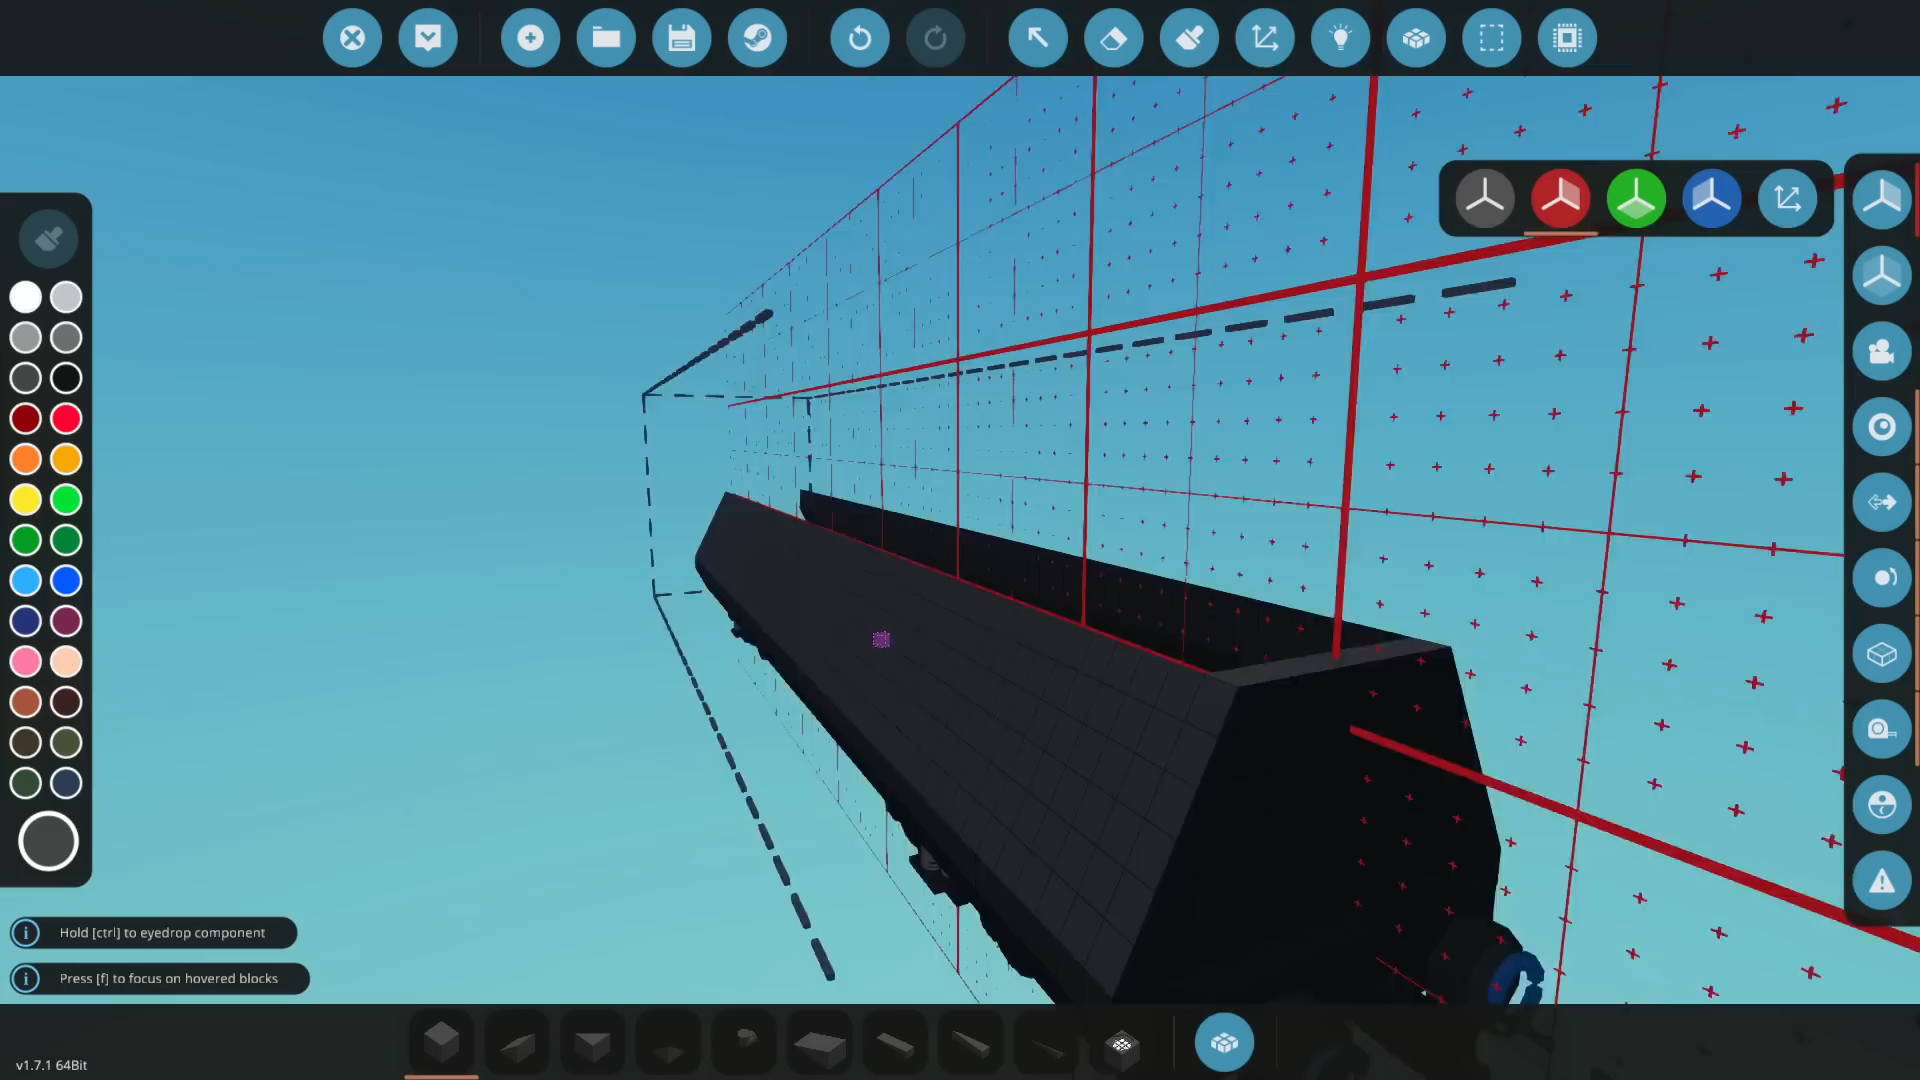 Hold [ctrl] to eyedrop component
Press [f] to focus on hovered blocks
v1.7.1 64Bit